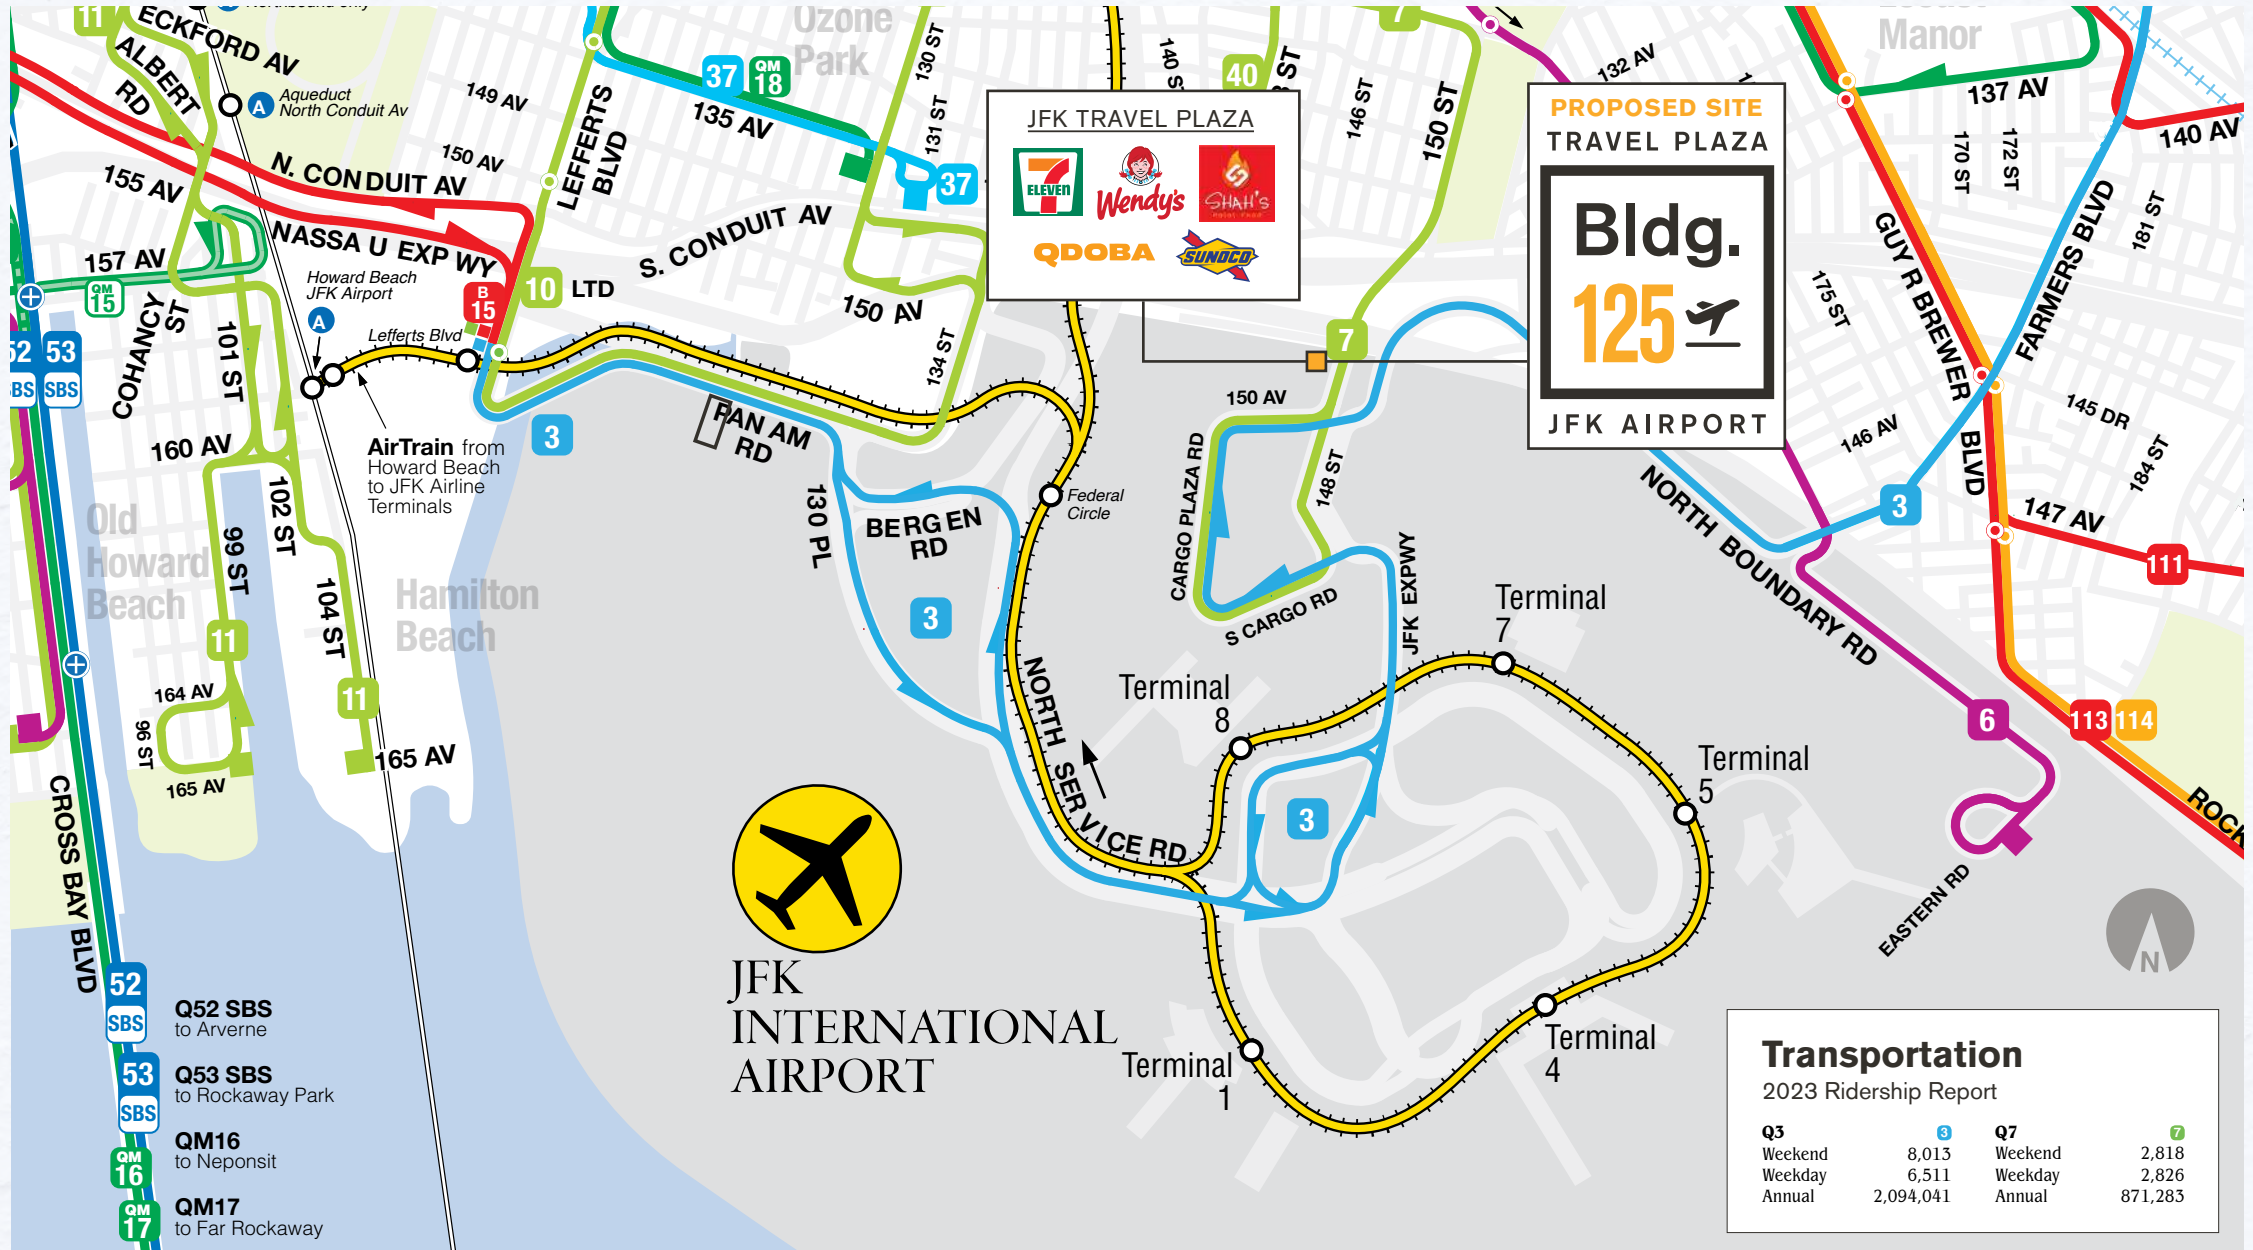 11
ECKFORD AV
ALBERT
RD
A
Aqueduct
North Conduit Av
155 AV
157 AV
QM
15
COHANCY
ST
101 ST
160 AV
102 ST
99 ST
104 ST
Old
Howard
Beach
Hamilton
Beach
11
11
164 AV
96 ST
165 AV
165 AV
52
53
SBS
SBS
CROSS BAY BLVD
N. CONDUIT AV
NASSAU EXPWY
Howard Beach
JFK Airport
A
Lefferts Blvd
B
15
10
LTD
149 AV
150 AV
LEFFERTS
BLVD
37
QM
18
135 AV
Ozone
Park
130 ST
131 ST
37
S. CONDUIT AV
150 AV
134 ST
3
AirTrain from
Howard Beach
to JFK Airline
Terminals
PAN AM
RD
130 PL
BERGEN
RD
3
Federal
Circle
NORTH SERVICE RD
JFK TRAVEL PLAZA
7
ELEVEN
Wendy's
SHAH'S
HALAL FOOD
QDOBA
SUNOCO
140 S
40
ST
146 ST
7
150 ST
7
150 AV
CARGO PLAZA RD
148 ST
S CARGO RD
JFK EXPWY
132 AV
PROPOSED SITE
TRAVEL PLAZA
Bldg.
125
JFK AIRPORT
Manor
137 AV
140 AV
170 ST
172 ST
181 ST
175 ST
GUY R BREWER
BLVD
FARMERS BLVD
145 DR
146 AV
184 ST
147 AV
3
111
NORTH BOUNDARY RD
6
113
114
ROCK
EASTERN RD
N
Terminal
7
Terminal
8
Terminal
5
3
Terminal
4
Terminal
1
JFK
INTERNATIONAL
AIRPORT
52
SBS
Q52 SBS
to Arverne
53
SBS
Q53 SBS
to Rockaway Park
QM
16
QM16
to Neponsit
QM
17
QM17
to Far Rockaway
Transportation
2023 Ridership Report
Q3 3 Q7 7
Weekend 8,013 Weekend 2,818
Weekday 6,511 Weekday 2,826
Annual 2,094,041 Annual 871,283